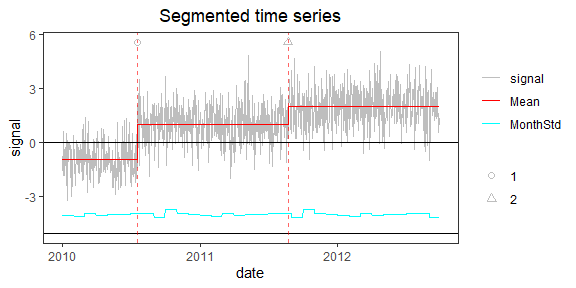 Segmented time series
6
3
0
-3
signal
2010
2011
2012
date
signal
Mean
MonthStd
1
2